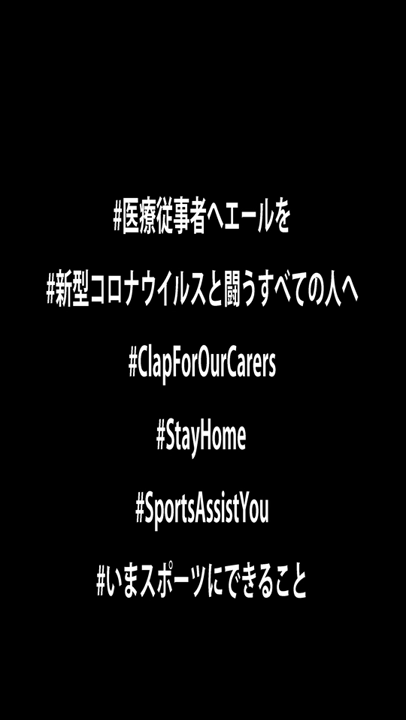 #医療従事者へエールを
#新型コロナウイルスと闘うすべての人へ
#ClapForOurCarers
#StayHome
#SportsAssistYou
#いまスポーツにできること